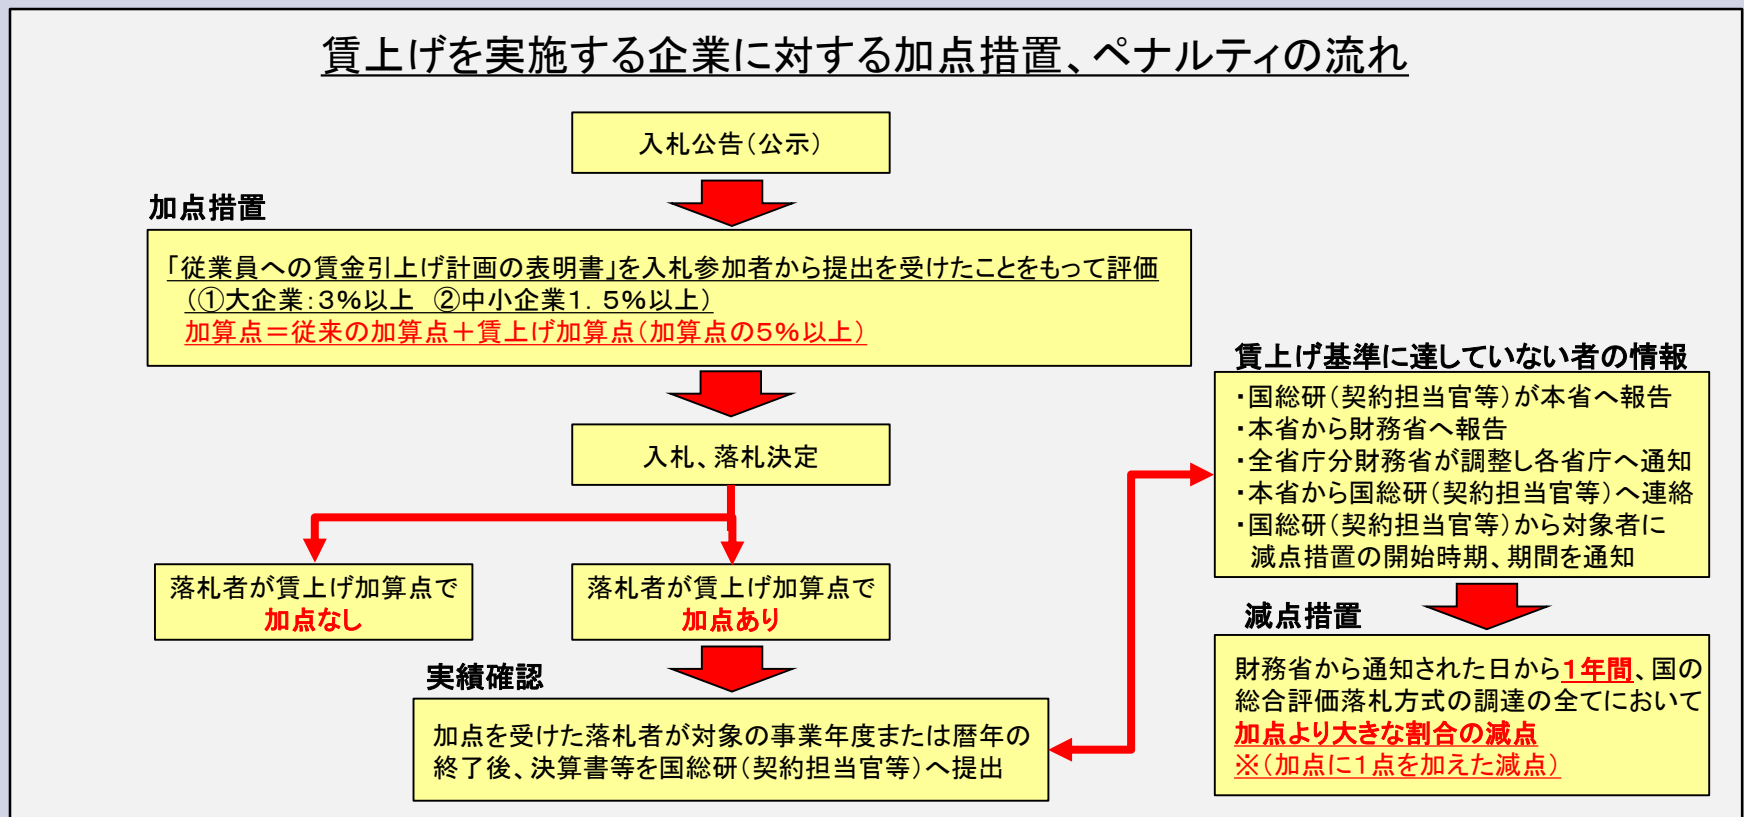 賃上げを実施する企業に対する加点措置、ペナルティの流れ
入札公告（公示）
加点措置
「従業員への賃金引上げ計画の表明書」を入札参加者から提出を受けたことをもって評価
（①大企業：３％以上　②中小企業１．５％以上）
加算点＝従来の加算点＋賃上げ加算点（加算点の５％以上）
入札、落札決定
落札者が賃上げ加算点で
加点なし
落札者が賃上げ加算点で
加点あり
実績確認
加点を受けた落札者が対象の事業年度または暦年の
終了後、決算書等を国総研（契約担当官等）へ提出
賃上げ基準に達していない者の情報
・国総研（契約担当官等）が本省へ報告
・本省から財務省へ報告
・全省庁分財務省が調整し各省庁へ通知
・本省から国総研（契約担当官等）へ連絡
・国総研（契約担当官等）から対象者に
減点措置の開始時期、期間を通知
減点措置
財務省から通知された日から１年間、国の
総合評価落札方式の調達の全てにおいて
加点より大きな割合の減点
※（加点に１点を加えた減点）